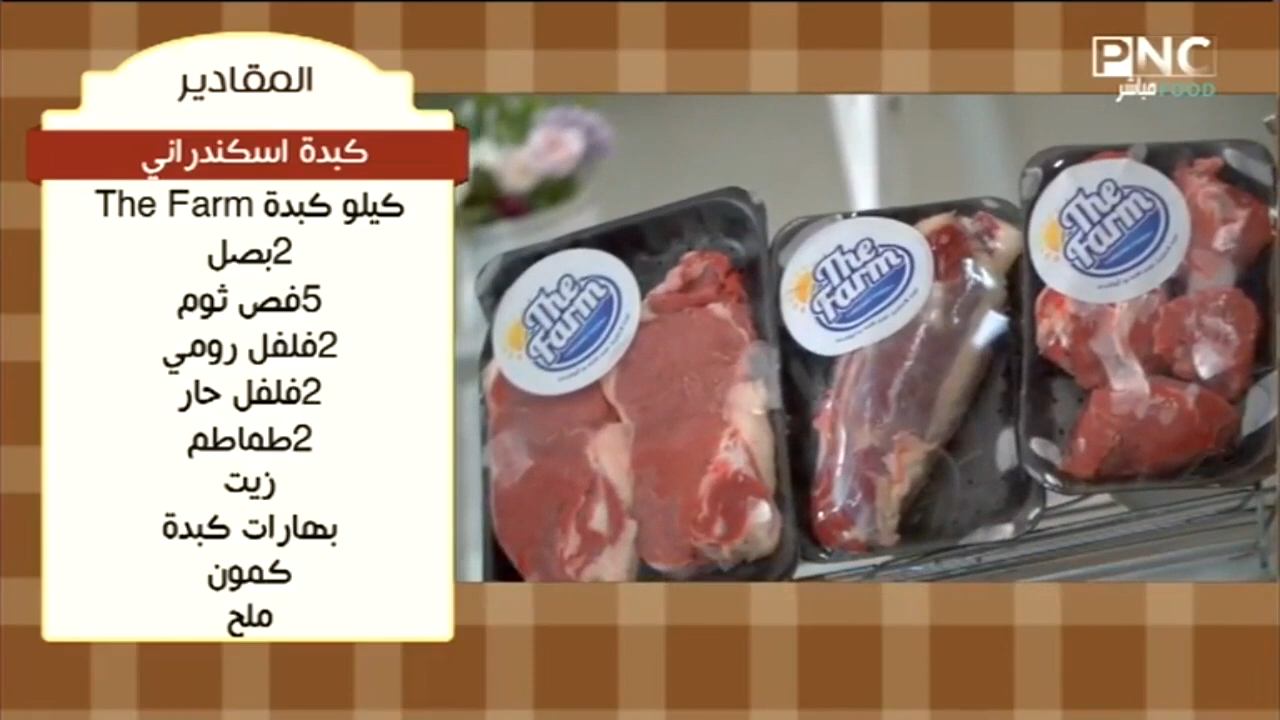 المقادير
كبدة اسكندراني
كيلو كبدة The Farm
2بصل
5فص ثوم
2فلفل رومي
2فلفل حار
2طماطم
زيت
بهارات كبدة
كمون
ملح
PNC
مباشر FOOD
The
Farm
The
Farm
The
Farm